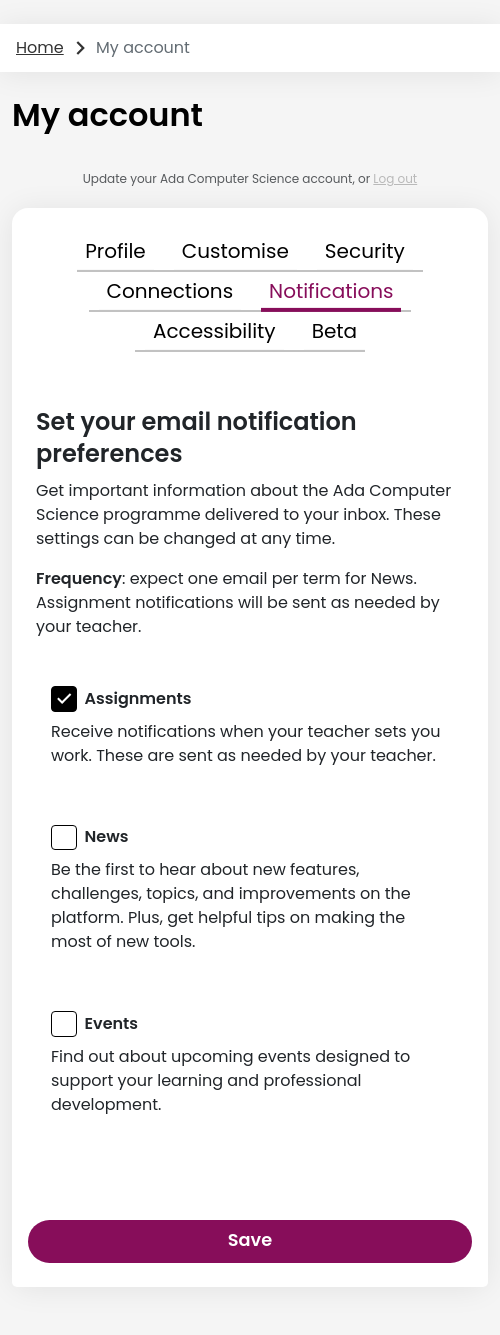 Home > My account
My account
Update your Ada Computer Science account, or Log out
Profile Customise Security
Connections Notifications
Accessibility Beta
Set your email notification
preferences
Get important information about the Ada Computer
Science programme delivered to your inbox. These
settings can be changed at any time.
Frequency: expect one email per term for News.
Assignment notifications will be sent as needed by
your teacher.
Assignments
Receive notifications when your teacher sets you
work. These are sent as needed by your teacher.
News
Be the first to hear about new features,
challenges, topics, and improvements on the
platform. Plus, get helpful tips on making the
most of new tools.
Events
Find out about upcoming events designed to
support your learning and professional
development.
Save